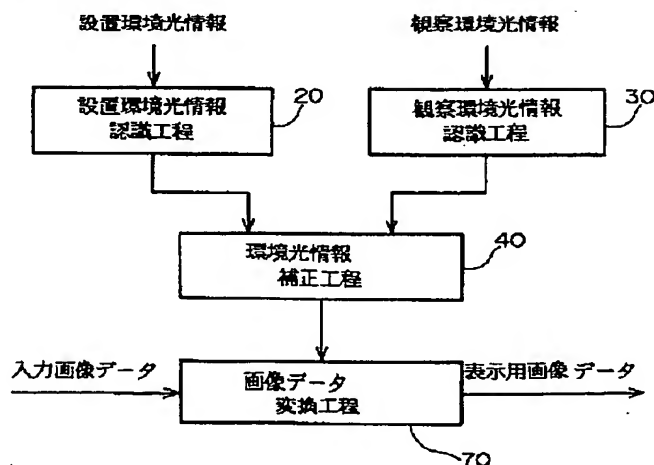 設置環境光情報
観察環境光情報
設置環境光情報
認識工程
20
観察環境光情報
認識工程
30
環境光情報
補正工程
40
入力画像データ
画像データ
変換工程
表示用画像データ
70